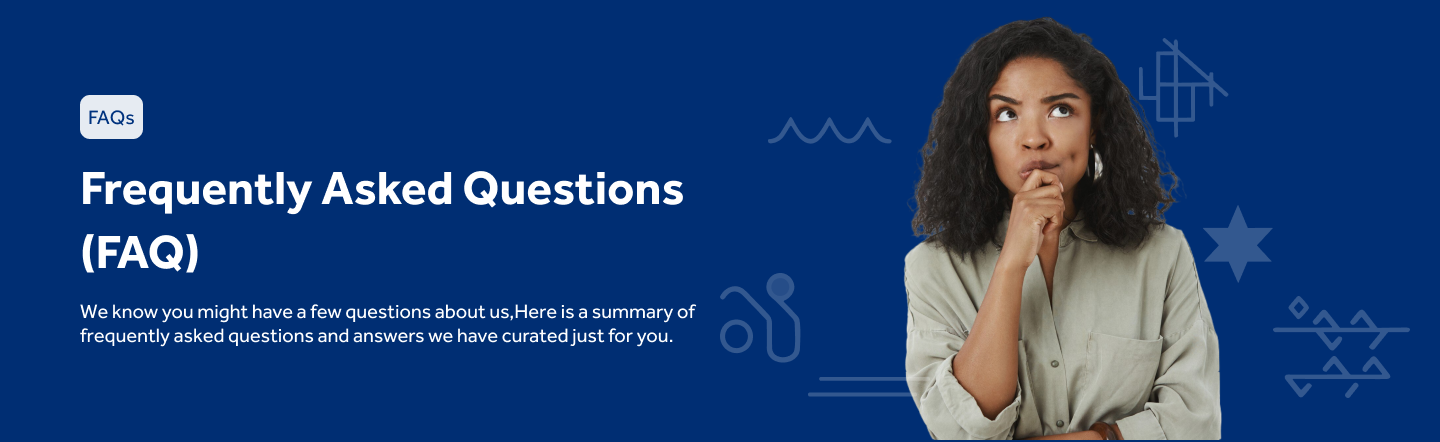 FAQs
Frequently Asked Questions
(FAQ)
We know you might have a few questions about us,Here is a summary of
frequently asked questions and answers we have curated just for you.